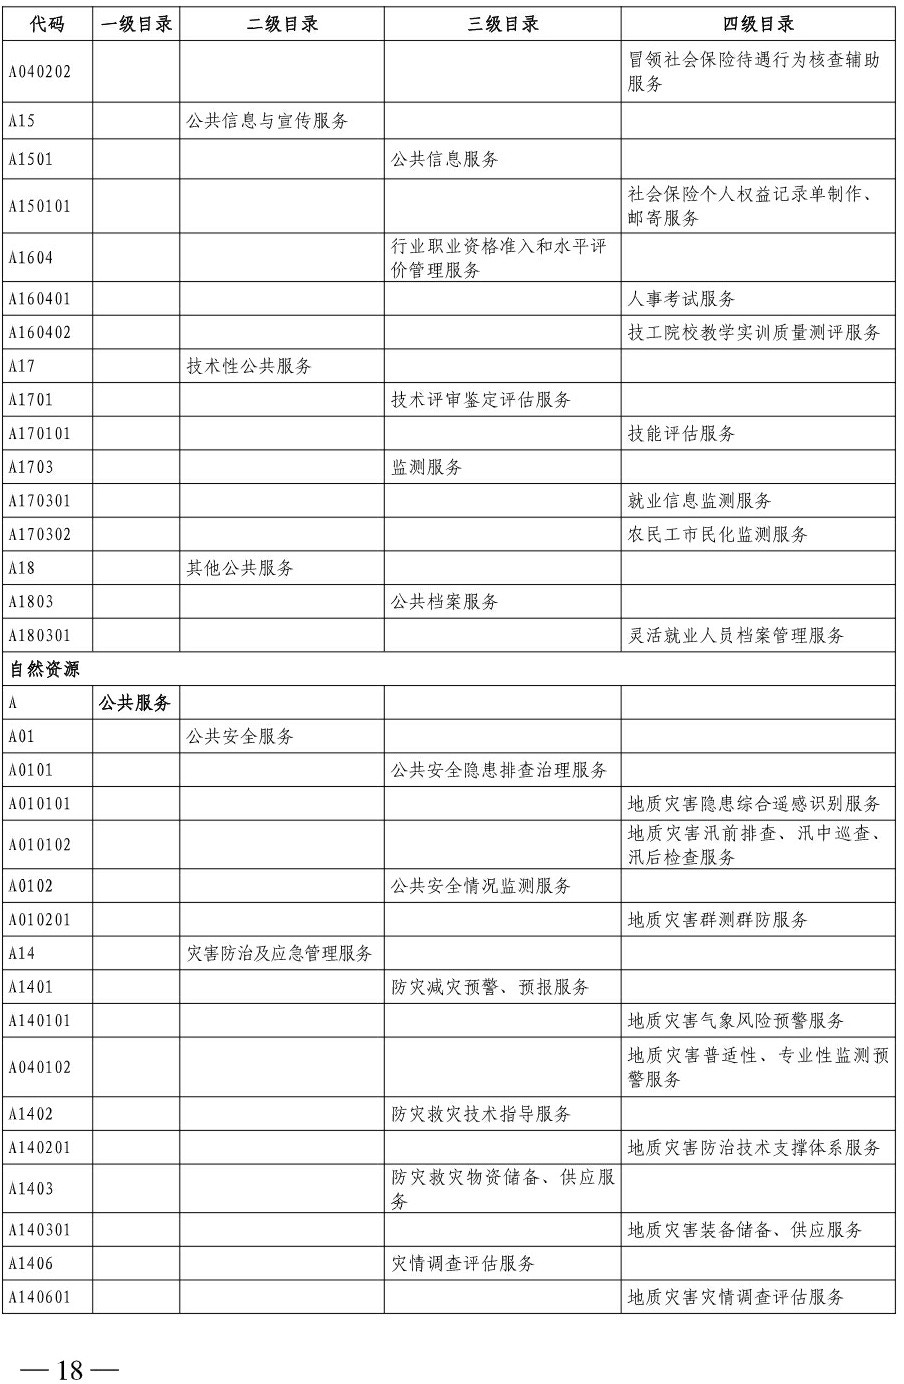 代码 一级目录 二级目录 三级目录 四级目录
A040202 冒领社会保险待遇行为核查辅助
服务
A15 公共信息与宣传服务
A1501 公共信息服务
A150101 社会保险个人权益记录单制作、
邮寄服务
A1604 行业职业资格准入和水平评
价管理服务
A160401 人事考试服务
A160402 技工院校教学实训质量测评服务
A17 技术性公共服务
A1701 技术评审鉴定评估服务
A170101 技能评估服务
A1703 监测服务
A170301 就业信息监测服务
A170302 农民工市民化监测服务
A18 其他公共服务
A1803 公共档案服务
A180301 灵活就业人员档案管理服务
自然资源
A 公共服务
A01 公共安全服务
A0101 公共安全隐患排查治理服务
A010101 地质灾害隐患综合遥感识别服务
A010102 地质灾害汛前排查、汛中巡查、
汛后检查服务
A0102 公共安全情况监测服务
A010201 地质灾害群测群防服务
A14 灾害防治及应急管理服务
A1401 防灾减灾预警、预报服务
A140101 地质灾害气象风险预警服务
A040102 地质灾害普适性、专业性监测预
警服务
A1402 防灾救灾技术指导服务
A140201 地质灾害防治技术支撑体系服务
A1403 防灾救灾物资储备、供应服
务
A140301 地质灾害装备储备、供应服务
A1406 灾情调查评估服务
A140601 地质灾害灾情调查评估服务
— 18 —